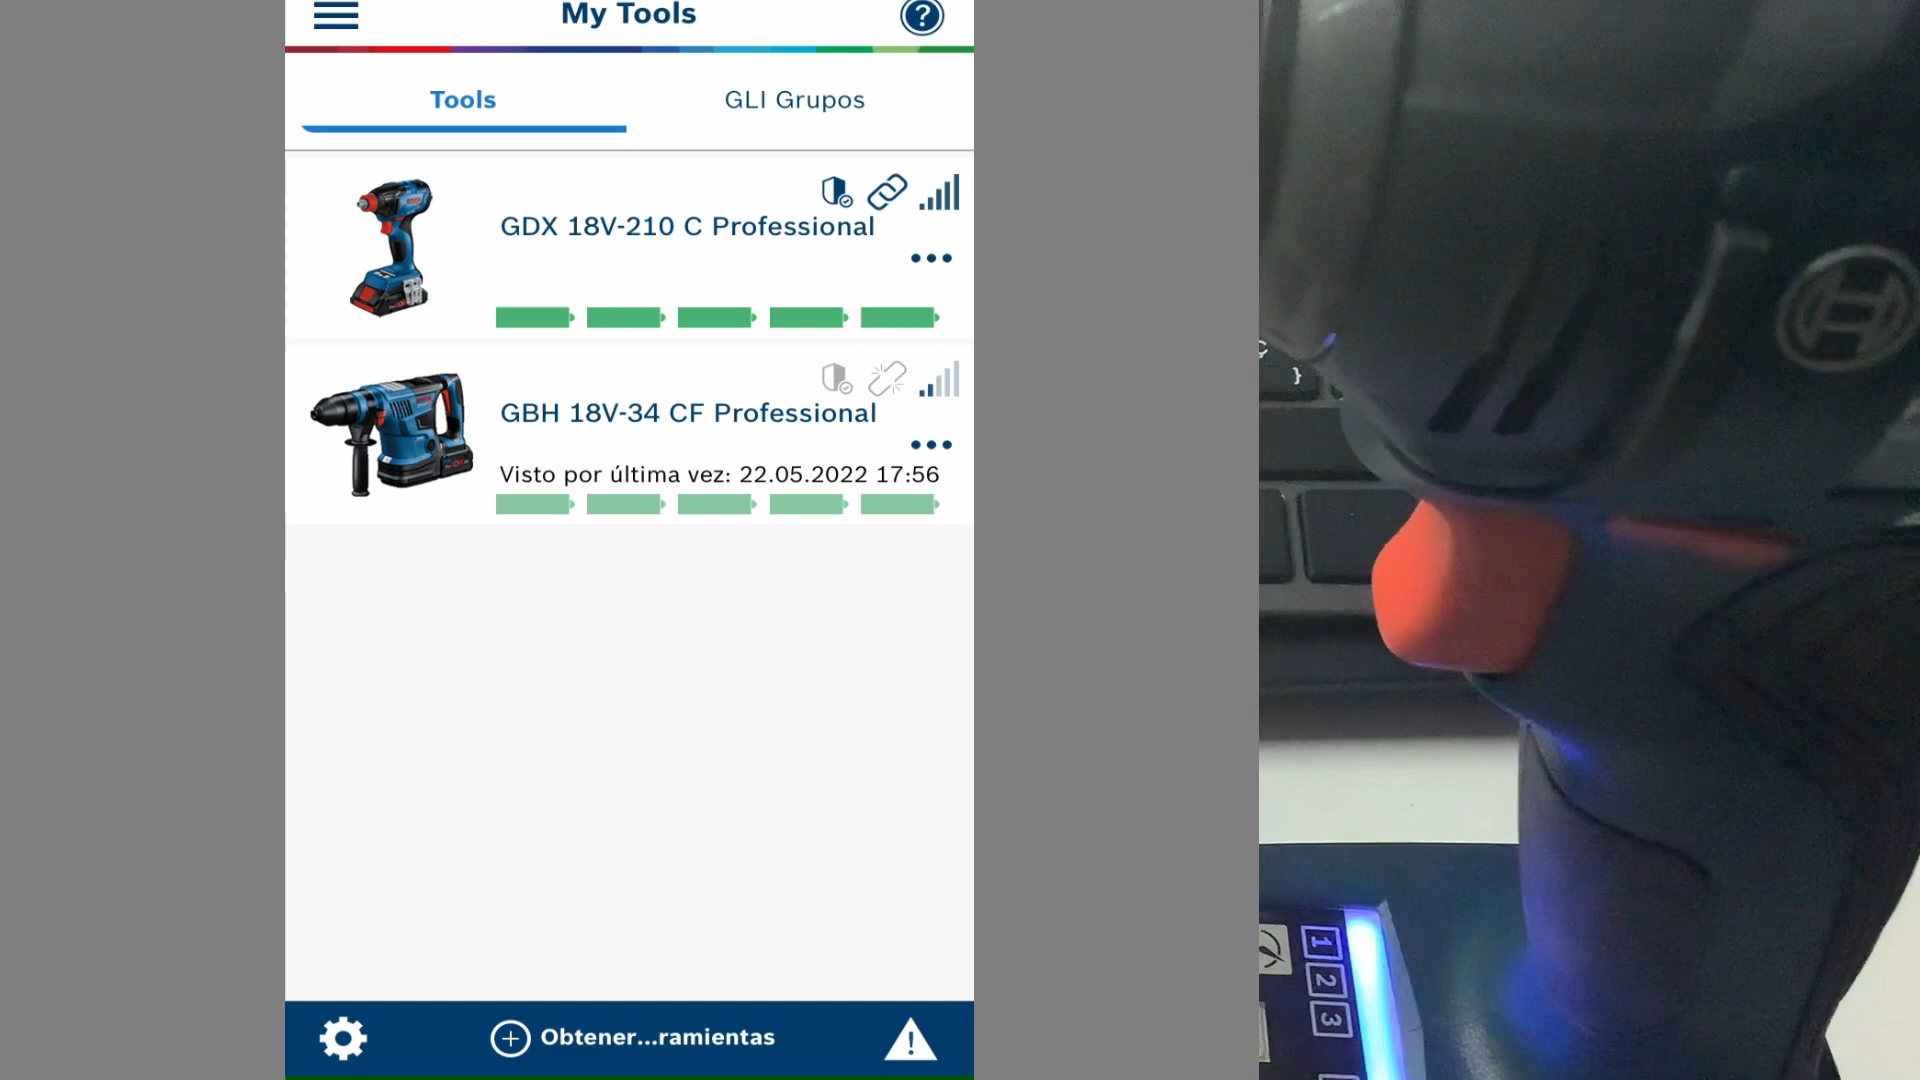 My Tools
?
Tools
GLI Grupos
GDX 18V-210 C Professional
GBH 18V-34 CF Professional
Visto por última vez: 22.05.2022 17:56
Obtener...ramientas
}
1
2
3